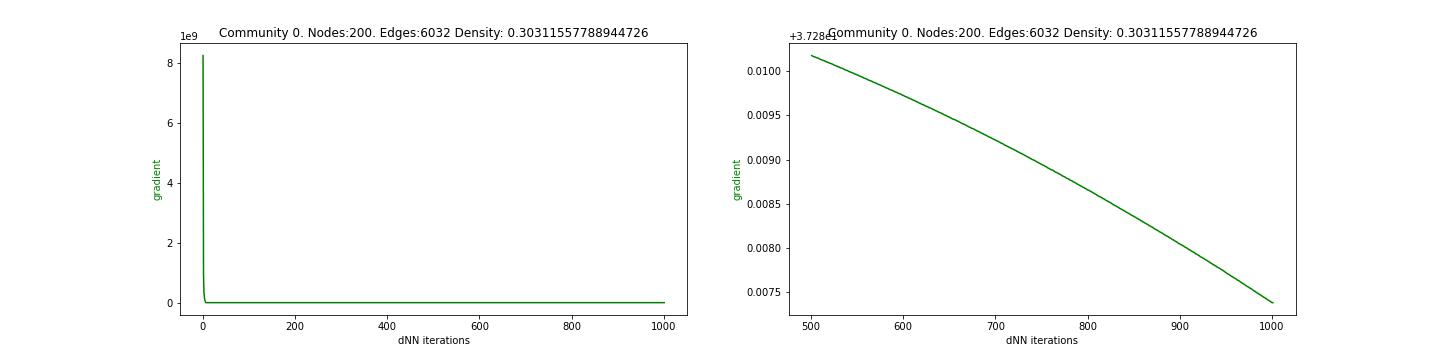 Community 0. Nodes:200. Edges:6032 Density: 0.30311557788944726
1e9
8
6
4
2
0
gradient
0
200
400
600
800
1000
dNN iterations
Community 0. Nodes:200. Edges:6032 Density: 0.30311557788944726
+3.728e1
0.0100
0.0095
0.0090
0.0085
0.0080
0.0075
gradient
500
600
700
800
900
1000
dNN iterations